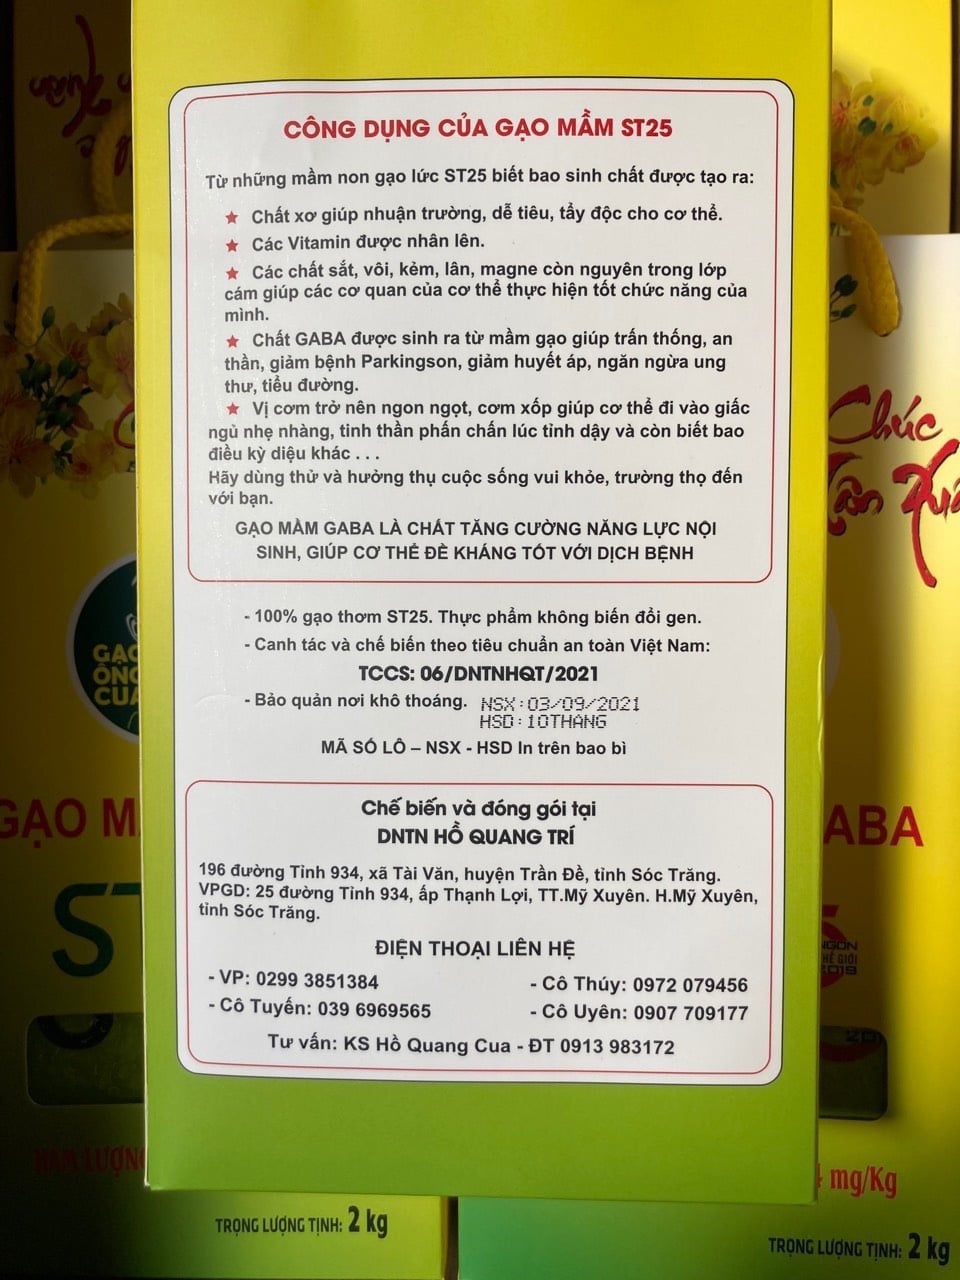 CÔNG DỤNG CỦA GẠO MẦM ST25
Từ những mầm non gạo lức ST25 biết bao sinh chất được tạo ra:
★ Chất xơ giúp nhuận trường, dễ tiêu, tẩy độc cho cơ thể.
★ Các Vitamin được nhân lên.
★ Các chất sắt, vôi, kẻm, lân, magne còn nguyên trong lớp
cám giúp các cơ quan của cơ thể thực hiện tốt chức năng của
mình.
★ Chất GABA được sinh ra từ mầm gạo giúp trấn thống, an
thần, giảm bệnh Parkingson, giảm huyết áp, ngăn ngừa ung
thư, tiểu đường.
★ Vị cơm trở nên ngon ngọt, cơm xốp giúp cơ thể đi vào giấc
ngủ nhẹ nhàng, tinh thần phấn chấn lúc tỉnh dậy và còn biết bao
điều kỳ diệu khác . . .
Hãy dùng thử và hưởng thụ cuộc sống vui khỏe, trường thọ đến
với bạn.
GẠO MẦM GABA LÀ CHẤT TĂNG CƯỜNG NĂNG LỰC NỘI
SINH, GIÚP CƠ THỂ ĐỀ KHÁNG TỐT VỚI DỊCH BỆNH
- 100% gạo thơm ST25. Thực phẩm không biến đổi gen.
- Canh tác và chế biến theo tiêu chuẩn an toàn Việt Nam:
TCCS: 06/DNTNHQT/2021
- Bảo quản nơi khô thoáng. NSX:03/09/2021
HSD:10THANG
MÃ SỐ LÔ – NSX - HSD In trên bao bì
Chế biến và đóng gói tại
DNTN HỒ QUANG TRÍ
196 đường Tỉnh 934, xã Tài Văn, huyện Trần Đề, tỉnh Sóc Trăng.
VPGD: 25 đường Tỉnh 934, ấp Thạnh Lợi, TT.Mỹ Xuyên. H.Mỹ Xuyên,
tỉnh Sóc Trăng.
ĐIỆN THOẠI LIÊN HỆ
- VP: 0299 3851384 - Cô Thúy: 0972 079456
- Cô Tuyến: 039 6969565 - Cô Uyên: 0907 709177
Tư vấn: KS Hồ Quang Cua - ĐT 0913 983172
Chúc
GẠO
ÔNG
CUA
GẠO
ABA
ST
NGON
2019
mg/Kg
TRỌNG LƯỢNG TỊNH: 2 kg
TRỌNG LƯỢNG TỊNH: 2 kg